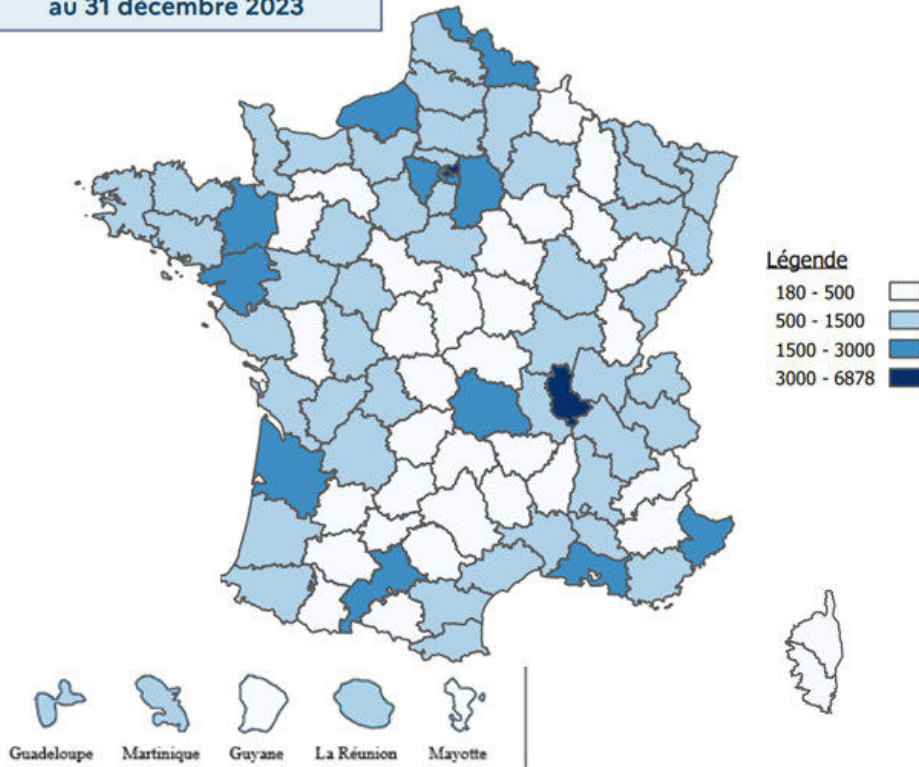 au 31 décembre 2023
Légende
180 - 500
500 - 1500
1500 - 3000
3000 - 6878
Guadeloupe Martinique Guyane La Réunion Mayotte